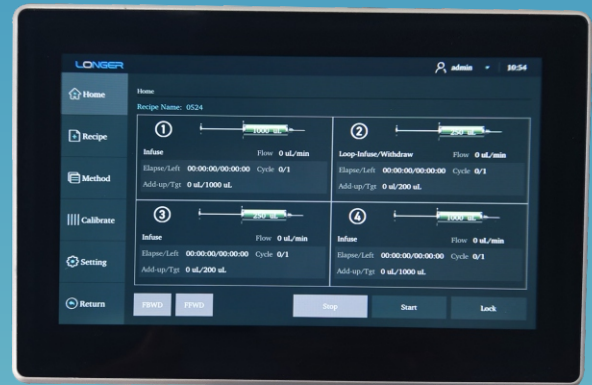 LONGER
admin 10:54
Home
Home
Recipe Name: 0524
Recipe
Method
Calibrate
Setting
Return
1
1000 uL
Infuse Flow 0 uL/min
Elapse/Left 00:00:00/00:00:00 Cycle 0/1
Add-up/Tgt 0 uL/1000 uL
2
250 uL
Loop-Infuse/Withdraw Flow 0 uL/min
Elapse/Left 00:00:00/00:00:00 Cycle 0/1
Add-up/Tgt 0 uL/200 uL
3
250 uL
Infuse Flow 0 uL/min
Elapse/Left 00:00:00/00:00:00 Cycle 0/1
Add-up/Tgt 0 uL/200 uL
4
1000 uL
Infuse Flow 0 uL/min
Elapse/Left 00:00:00/00:00:00 Cycle 0/1
Add-up/Tgt 0 uL/1000 uL
FBWD FFWD Stop Start Lock